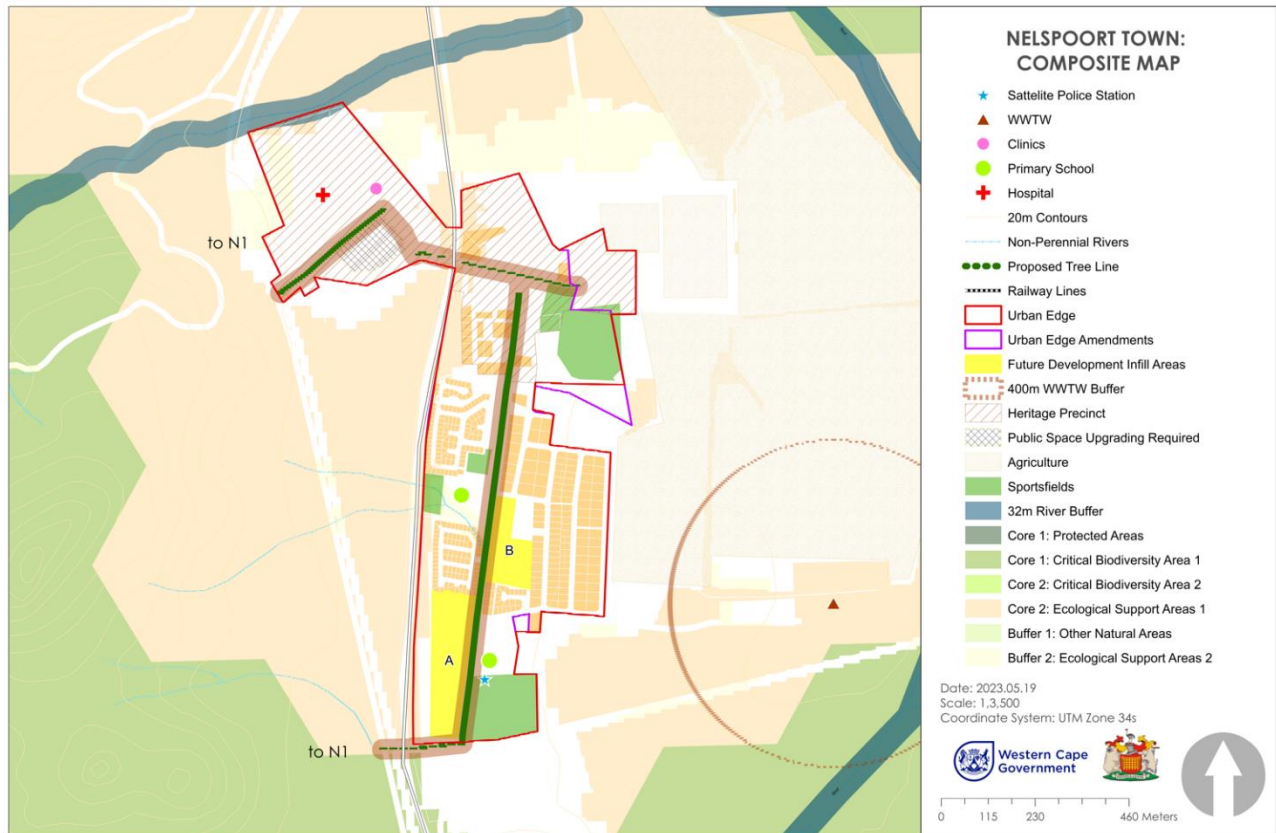 to N1
B
A
to N1
NELSPOORT TOWN:
COMPOSITE MAP
Sattelite Police Station
WWTW
Clinics
Primary School
Hospital
20m Contours
Non-Perennial Rivers
Proposed Tree Line
Railway Lines
Urban Edge
Urban Edge Amendments
Future Development Infill Areas
400m WWTW Buffer
Heritage Precinct
Public Space Upgrading Required
Agriculture
Sportsfields
32m River Buffer
Core 1: Protected Areas
Core 1: Critical Biodiversity Area 1
Core 2: Critical Biodiversity Area 2
Core 2: Ecological Support Areas 1
Buffer 1: Other Natural Areas
Buffer 2: Ecological Support Areas 2
Date: 2023.05.19
Scale: 1,3,500
Coordinate System: UTM Zone 34s
Western Cape
Government
0 115 230 460 Meters